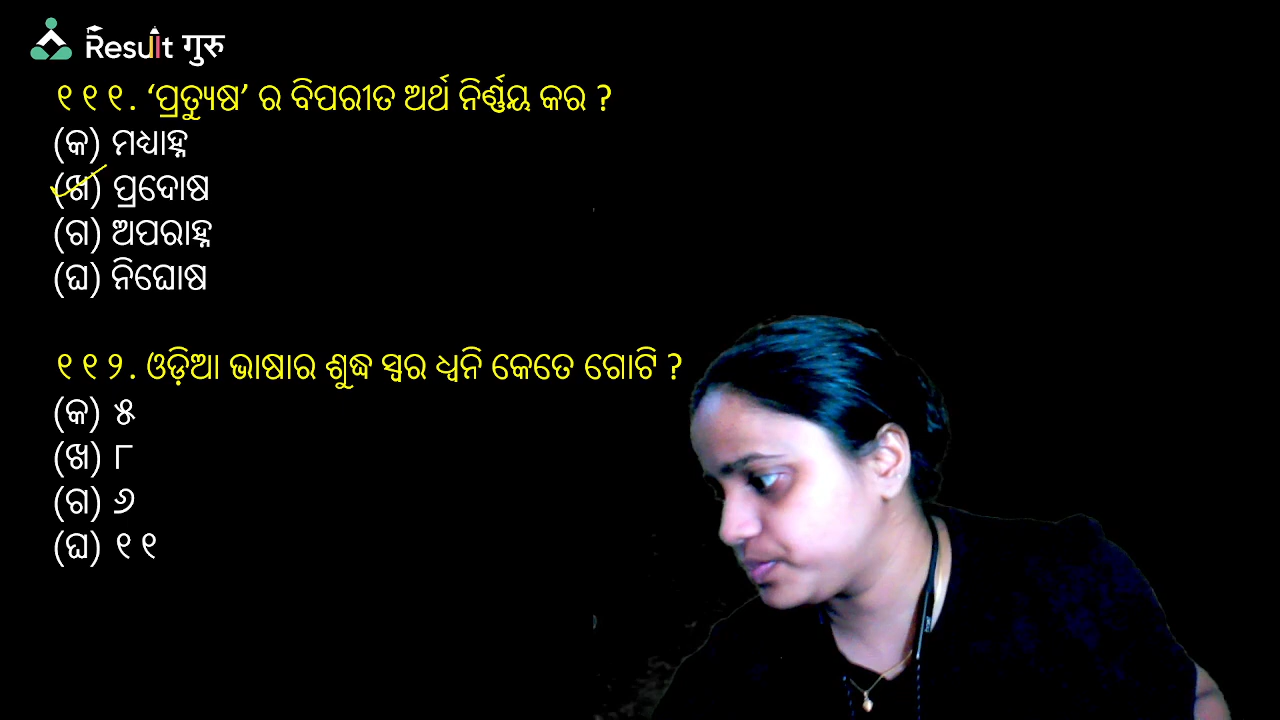 Result गुरु
୧୧୧. ‘ପ୍ରତ୍ୟୁଷ’ ର ବିପରୀତ ଅର୍ଥ ନିର୍ଣ୍ଣୟ କର ?
(କ) ମଧ୍ୟାହ୍ନ
(ଖ) ପ୍ରଦୋଷ
(ଗ) ଅପରାହ୍ନ
(ଘ) ନିଘୋଷ
୧୧୨. ଓଡ଼ିଆ ଭାଷାର ଶୁଦ୍ଧ ସ୍ୱର ଧ୍ୱନି କେତେ ଗୋଟି ?
(କ) ୫
(ଖ) ୮
(ଗ) ୬
(ଘ) ୧୧